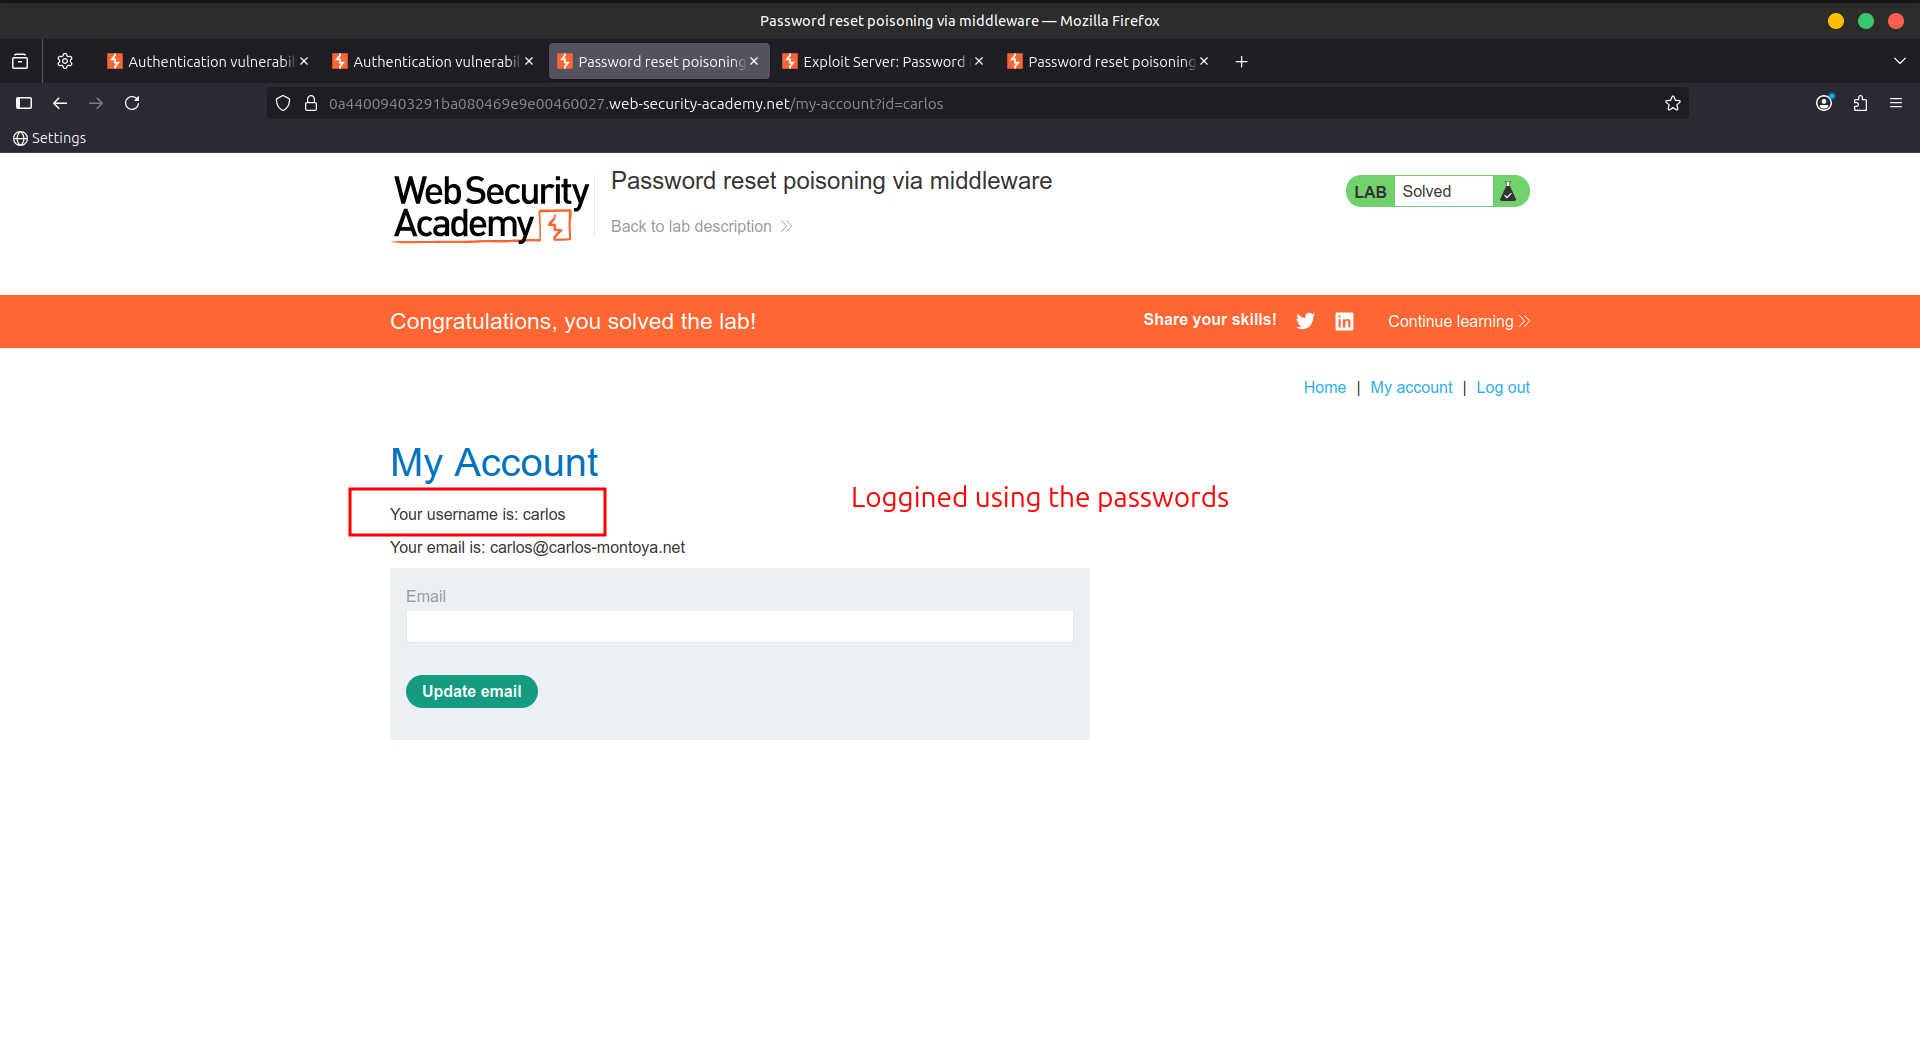 Password reset poisoning via middleware — Mozilla Firefox
Authentication vulnerabil
Authentication vulnerabil
Password reset poisoning
Exploit Server: Password
Password reset poisoning
0a44009403291ba080469e9e00460027.web-security-academy.net/my-account?id=carlos
Settings
Web Security
Academy
Password reset poisoning via middleware
Back to lab description
LAB Solved
Congratulations, you solved the lab!
Share your skills!
Continue learning
Home | My account | Log out
My Account
Loggined using the passwords
Your username is: carlos
Your email is: carlos@carlos-montoya.net
Email
Update email